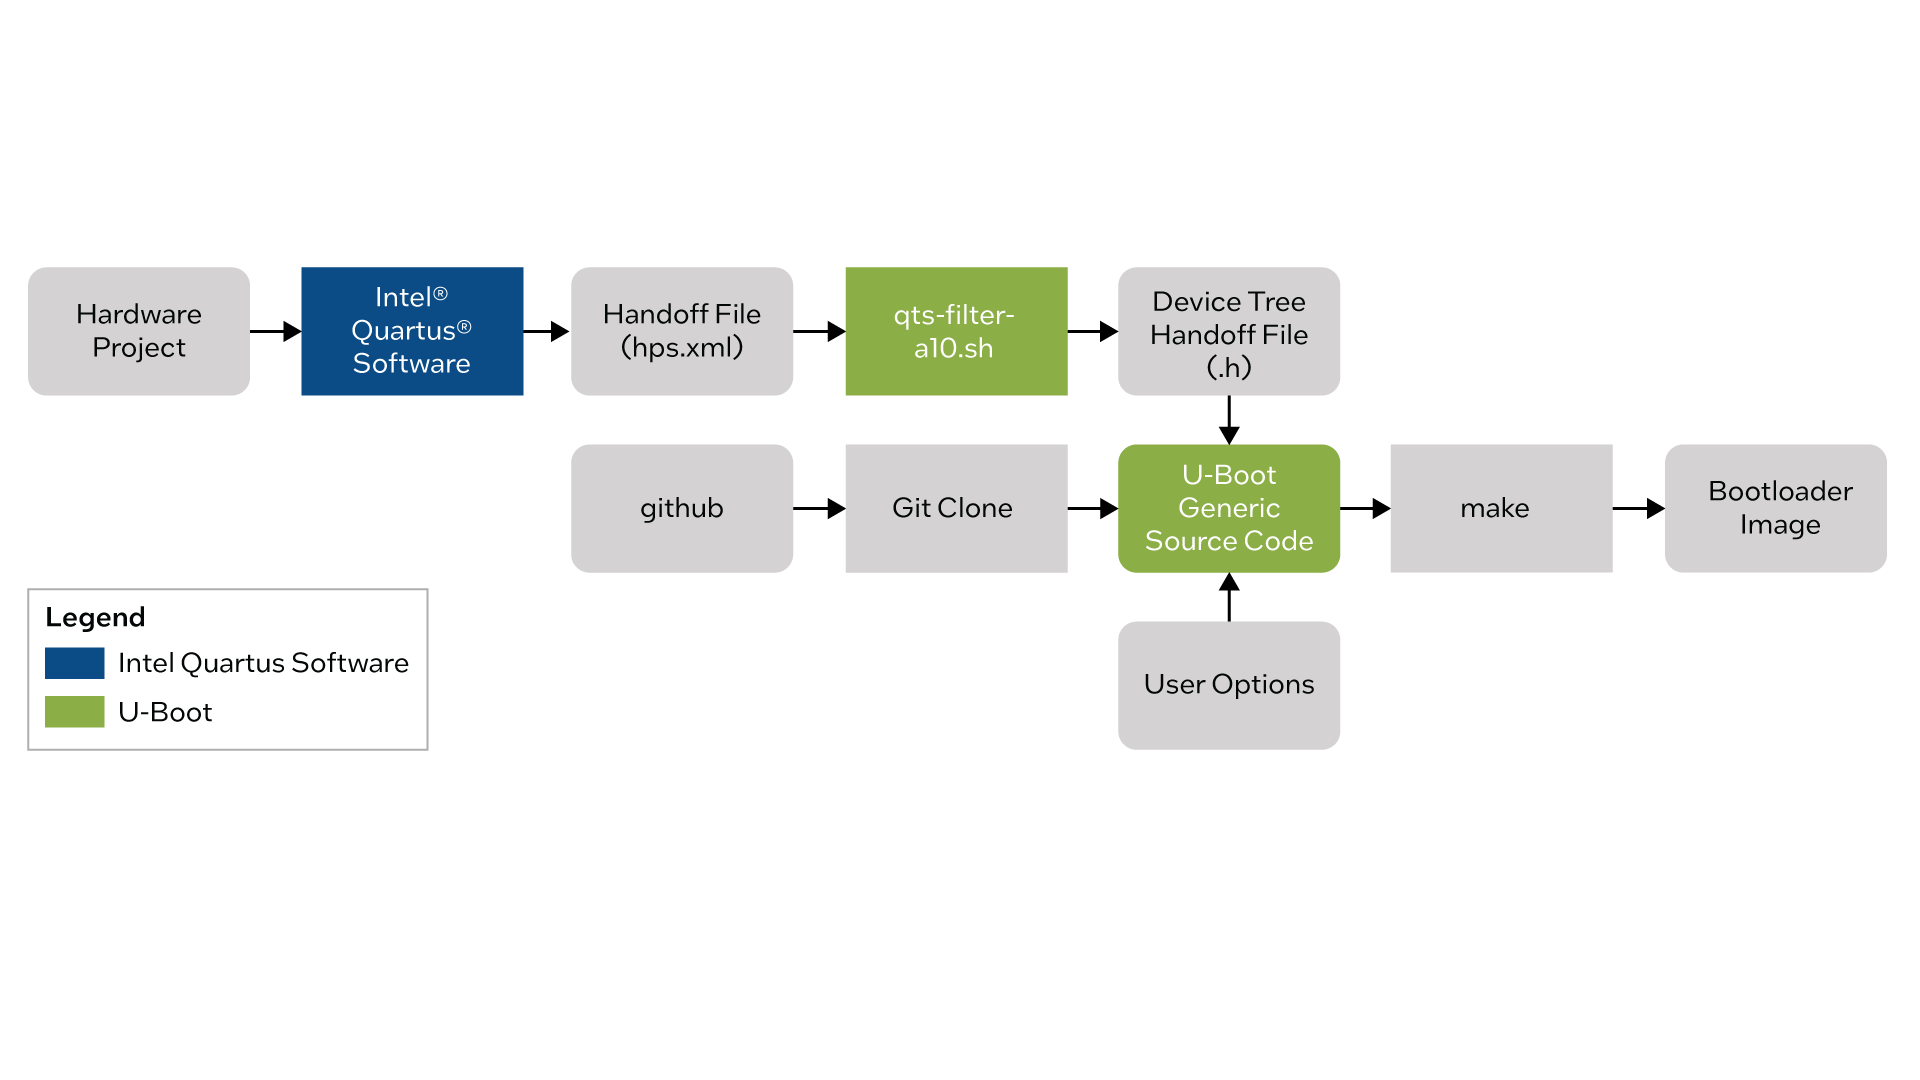 Hardware
Project
Intel®
Quartus®
Software
Handoff File
(hps.xml)
qts-filter-
a10.sh
Device Tree
Handoff File
(.h)
github
Git Clone
U-Boot
Generic
Source Code
make
Bootloader
Image
User Options
Legend
Intel Quartus Software
U-Boot